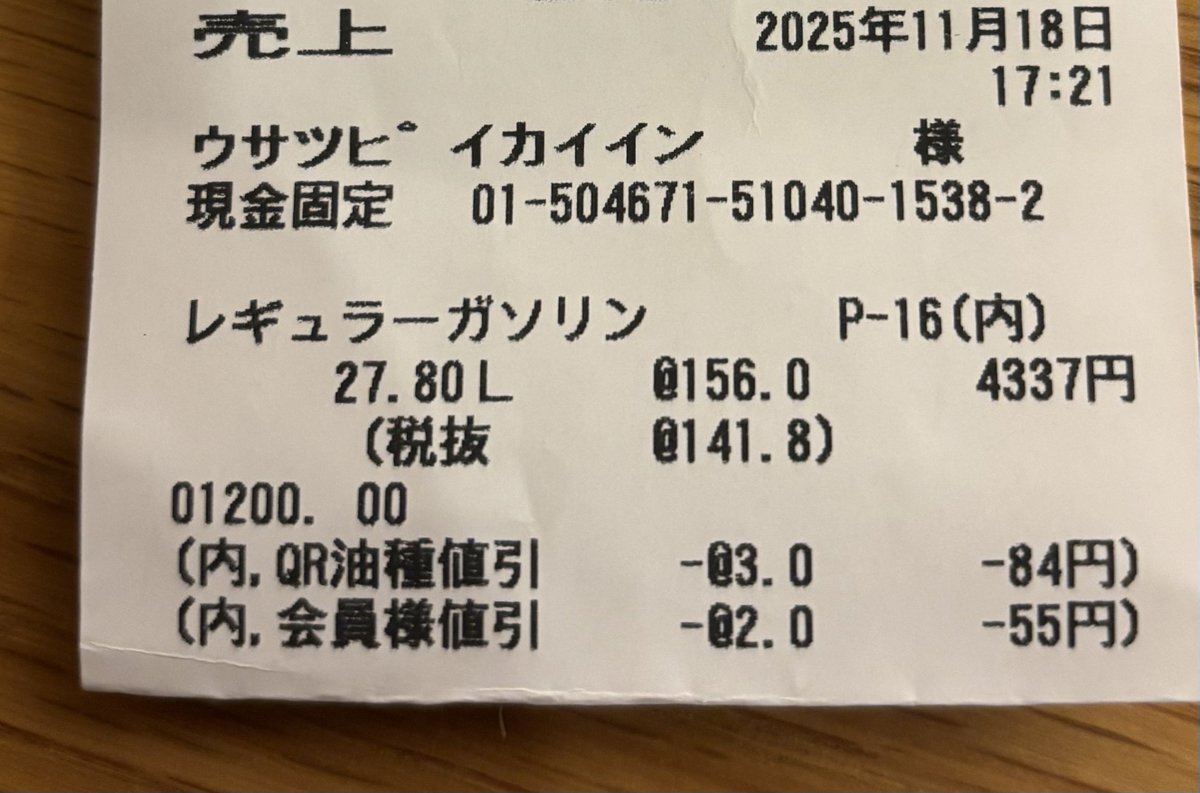 売上 2025年11月18日
17:21
ウサツピ゜イカイイン 様
現金固定 01-504671-51040-1538-2
レギュラーガソリン P-16(内)
27.80L @156.0 4337円
(税抜 @141.8)
01200. 00
(内,QR油種値引 -@3.0 -84円)
(内,会員様値引 -@2.0 -55円)